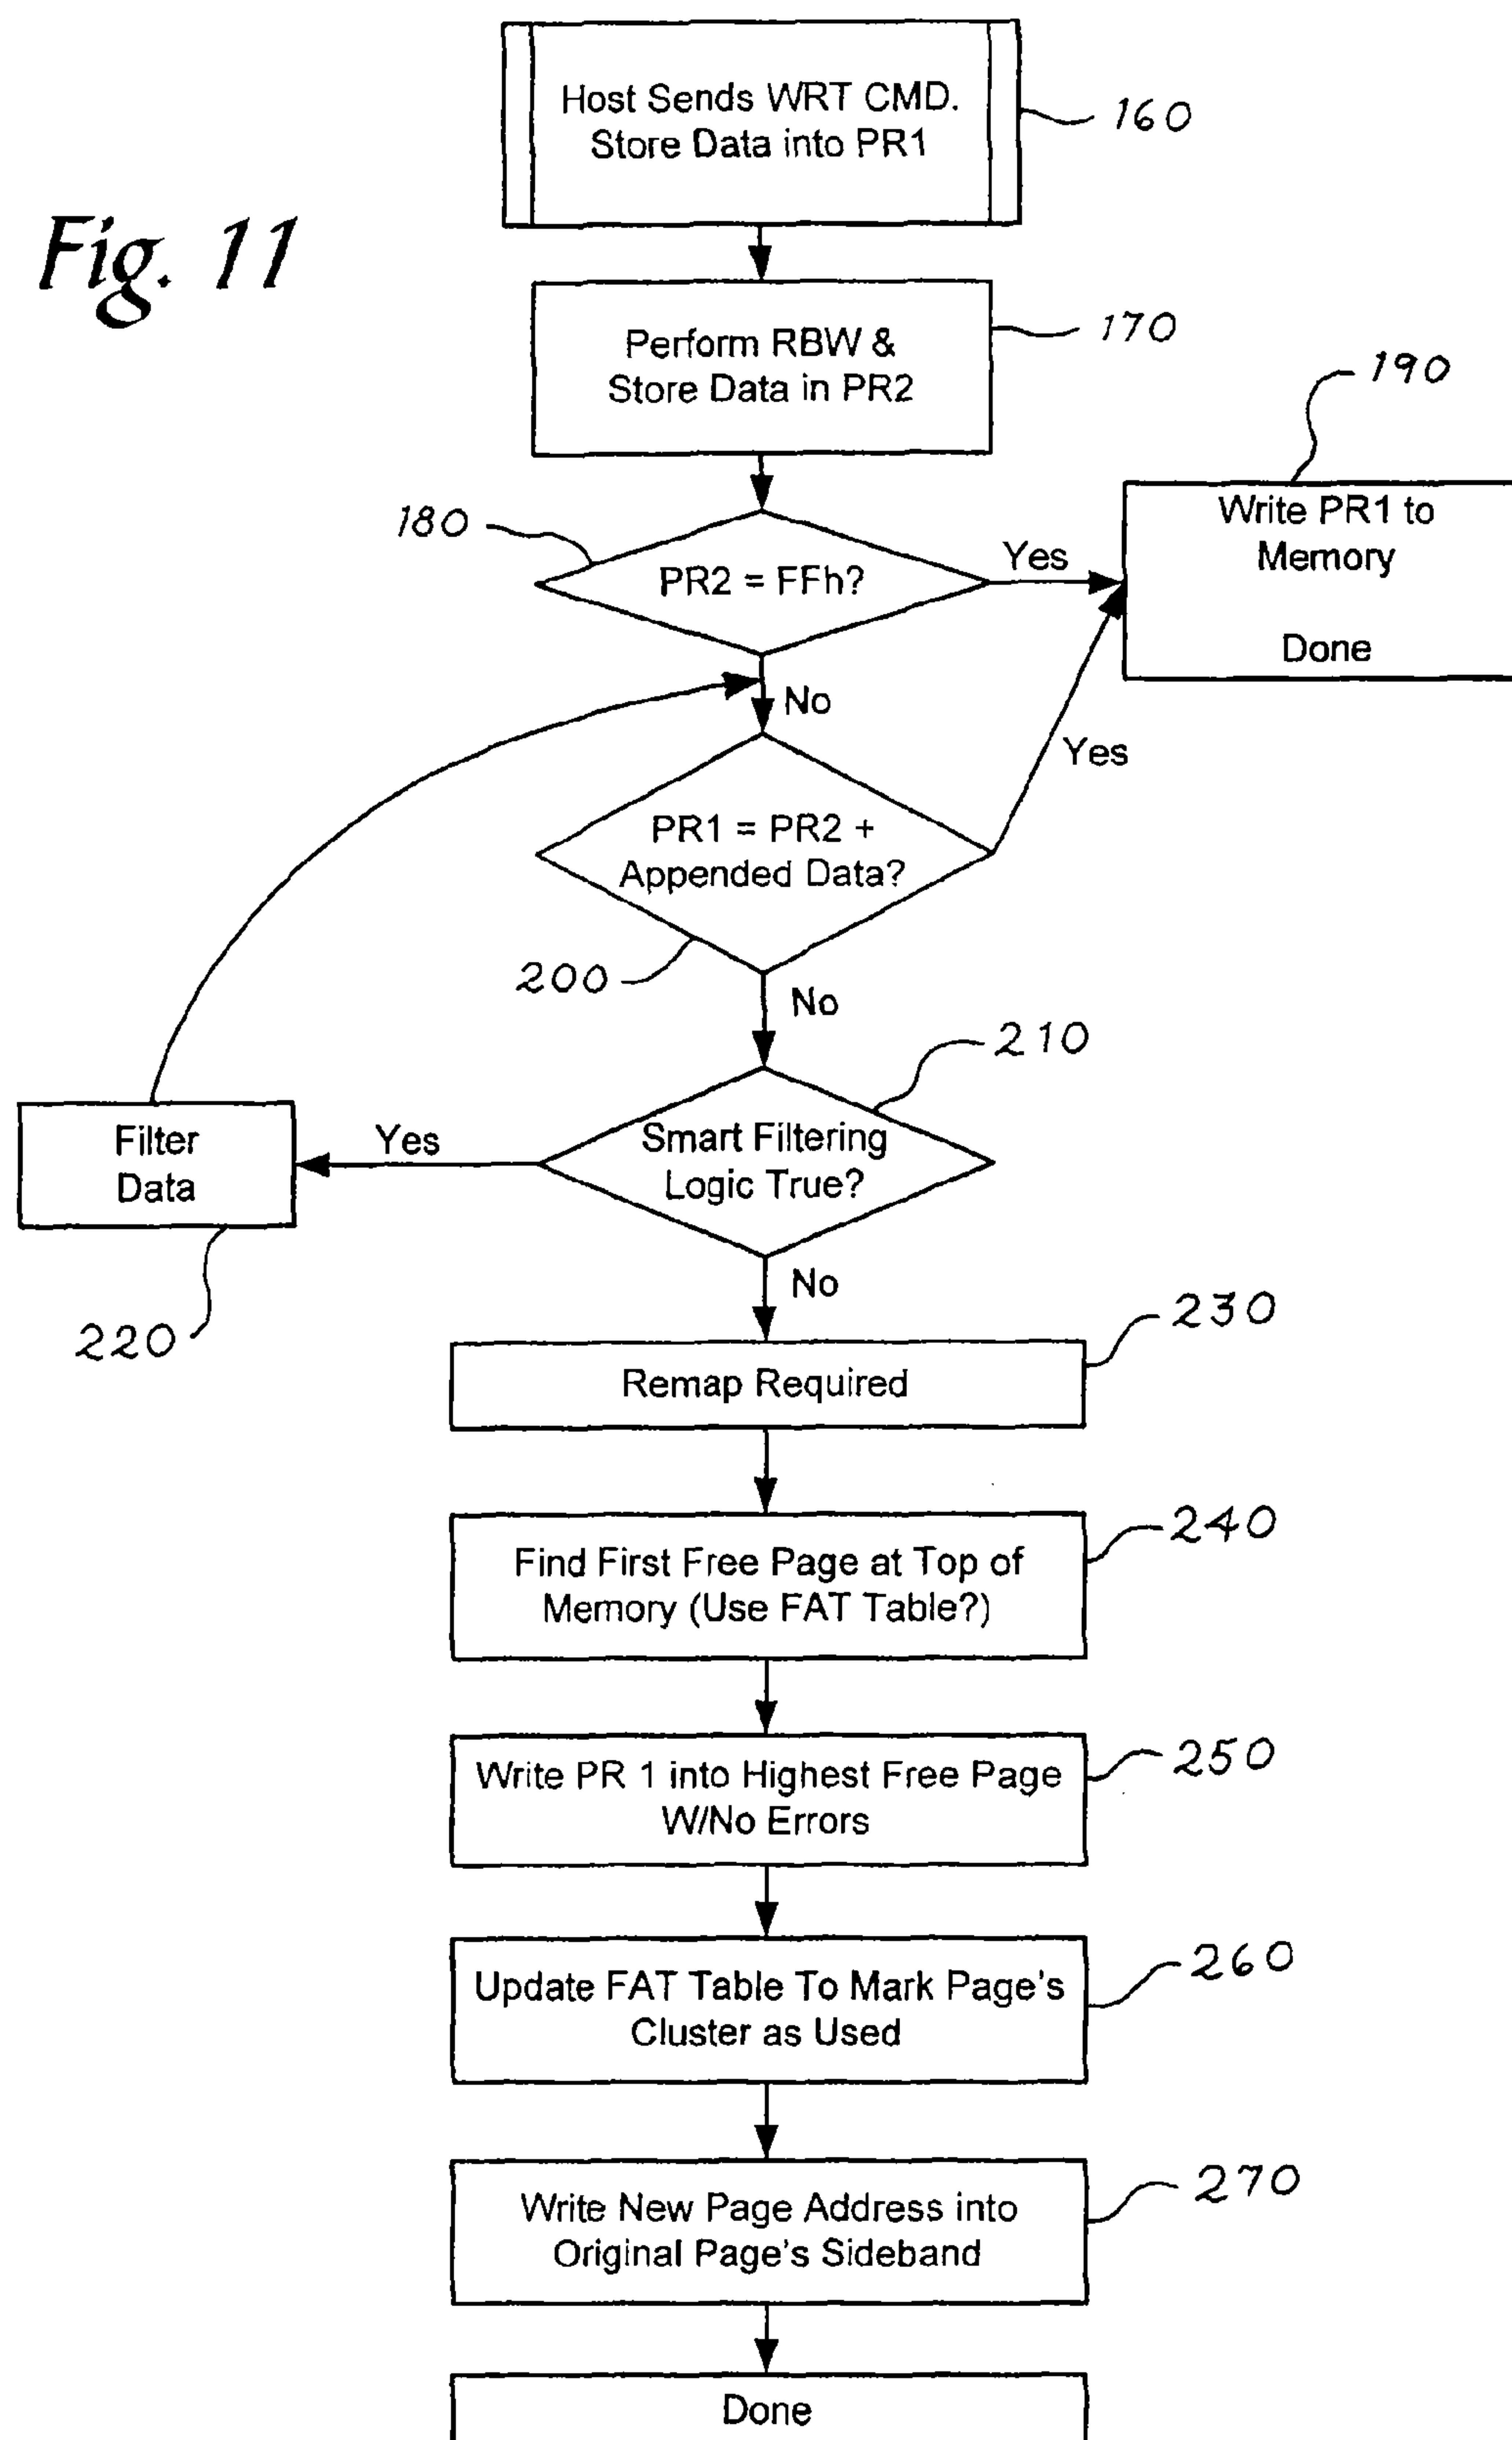 Fig. 11
Host Sends WRT CMD.
Store Data into PR1
160
Perform RBW &
Store Data in PR2
170
190
Write PR1 to
Memory
Done
180
PR2 = FFh?
Yes
No
Yes
PR1 = PR2 +
Appended Data?
200
No
210
Smart Filtering
Logic True?
Yes
Filter
Data
220
No
230
Remap Required
240
Find First Free Page at Top of
Memory (Use FAT Table?)
250
Write PR 1 into Highest Free Page
W/No Errors
260
Update FAT Table To Mark Page's
Cluster as Used
270
Write New Page Address into
Original Page's Sideband
Done